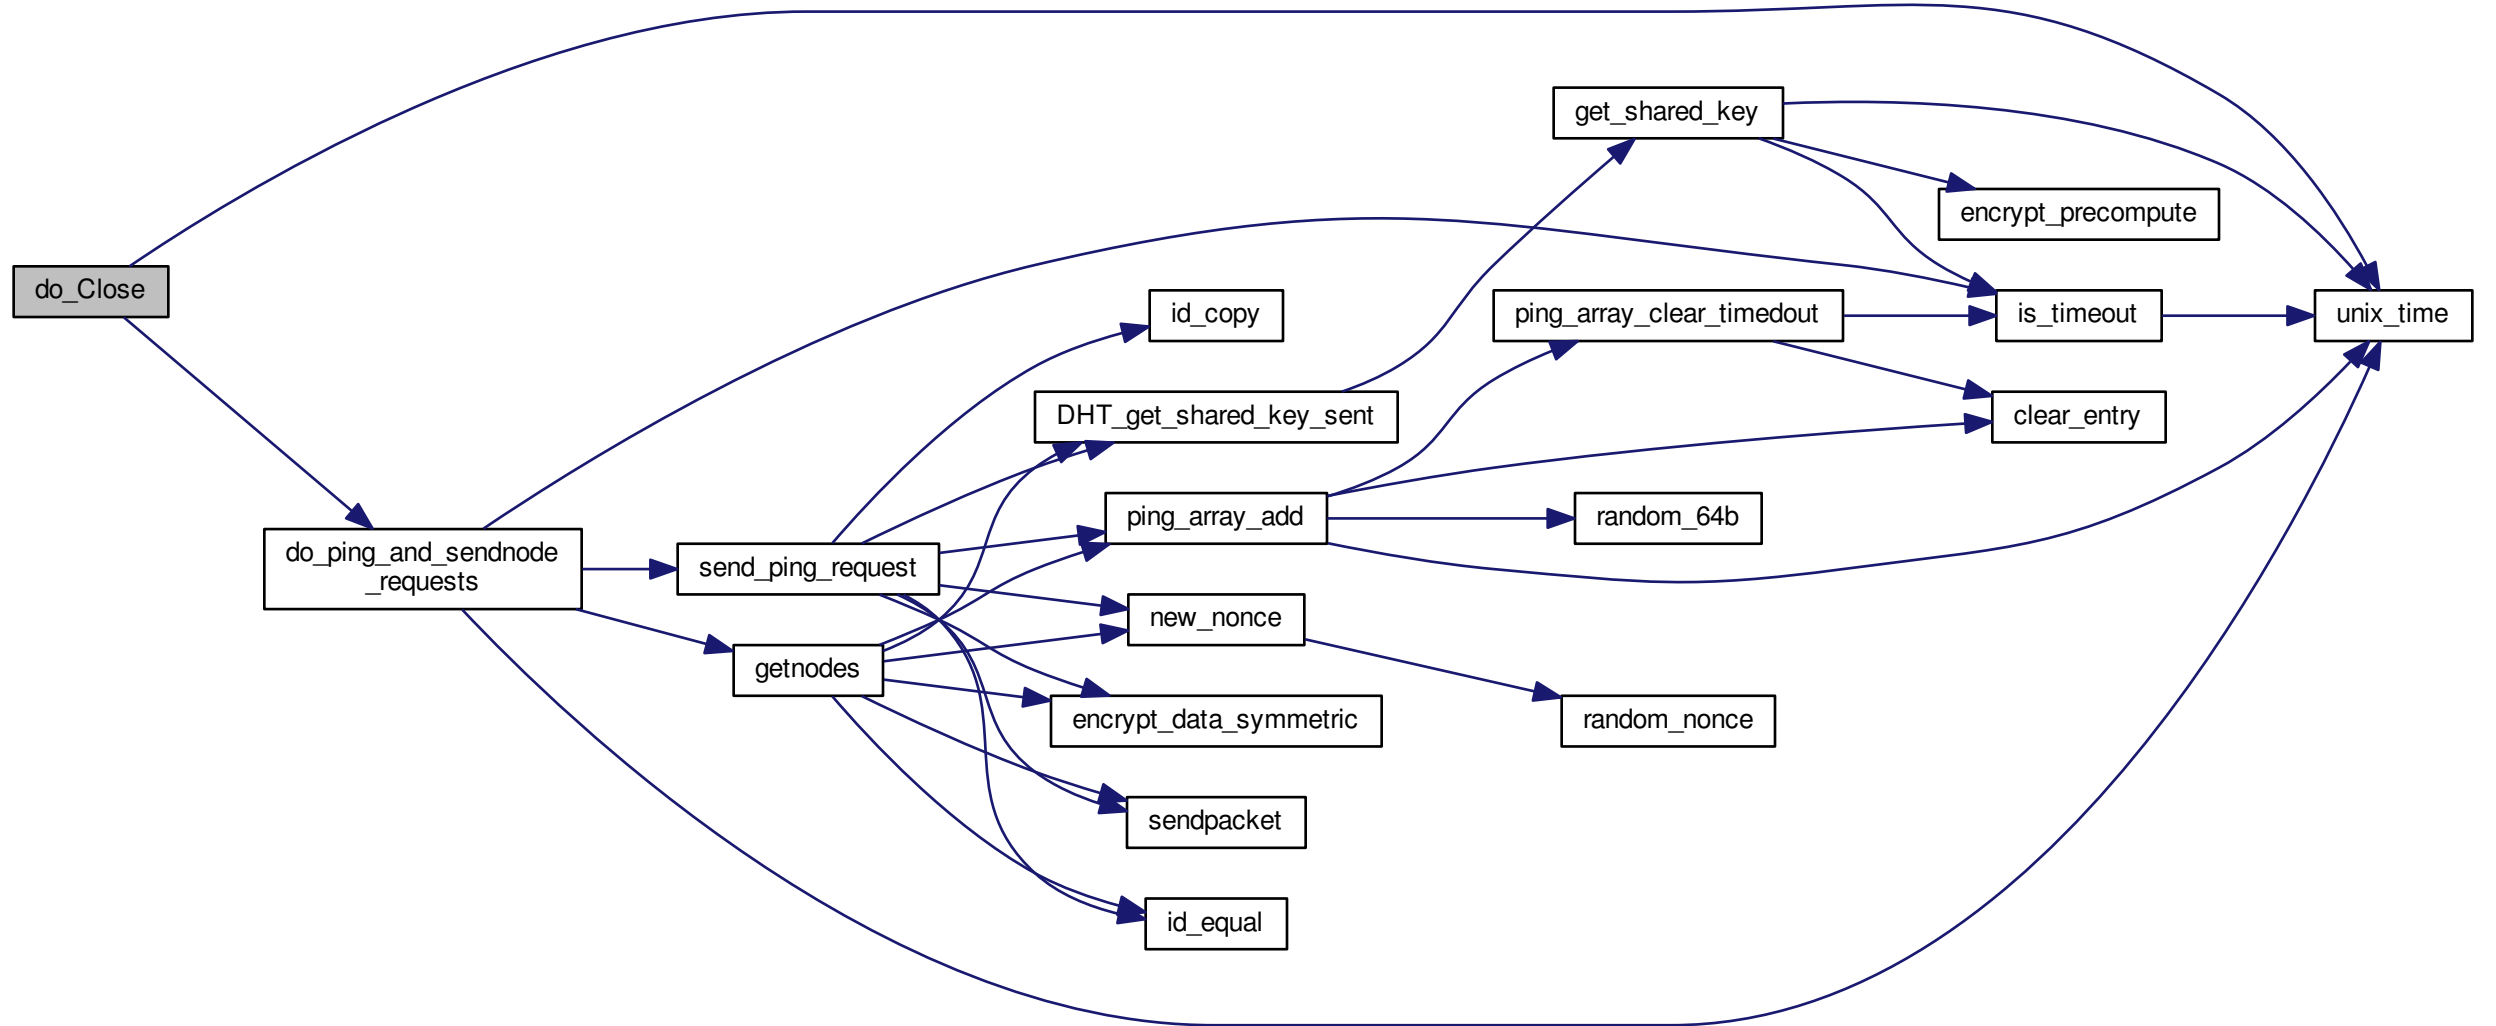 do_Close
do_ping_and_sendnode
_requests
send_ping_request
getnodes
id_copy
DHT_get_shared_key_sent
ping_array_add
new_nonce
encrypt_data_symmetric
sendpacket
id_equal
get_shared_key
ping_array_clear_timedout
random_64b
random_nonce
encrypt_precompute
is_timeout
clear_entry
unix_time